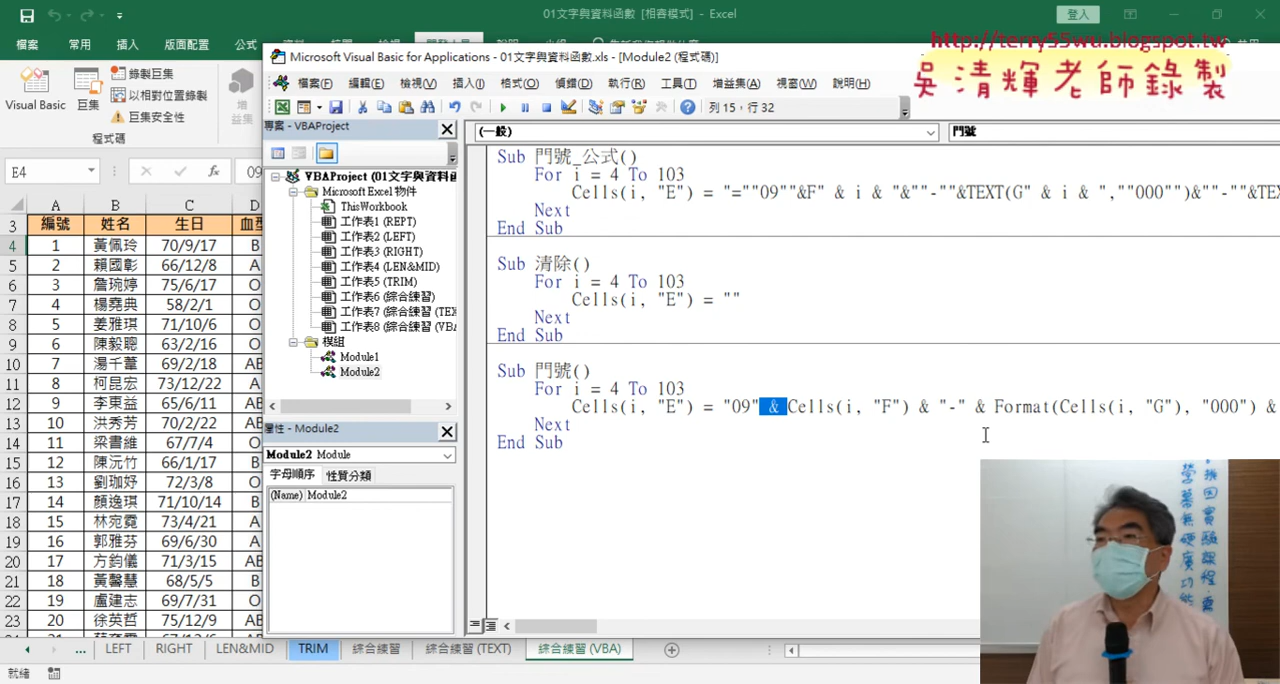 01文字與資料函數 [相容模式] - Excel
登入
檔案 常用 插入 版面配置 公式
http://terry55wu.blogspot.tw
吳清輝老師錄製
Visual Basic 巨集
錄製巨集
以相對位置錄製
巨集安全性
程式碼
增益集
E4
Microsoft Visual Basic for Applications - 01文字與資料函數.xls - [Module2 (程式碼)]
檔案(F) 編輯(E) 檢視(V) 插入(I) 格式(O) 偵錯(D) 執行(R) 工具(T) 增益集(A) 視窗(W) 說明(H)
列 15，行 32
專案 - VBAProject
VBAProject (01文字與資料函
Microsoft Excel 物件
ThisWorkbook
工作表1 (REPT)
工作表2 (LEFT)
工作表3 (RIGHT)
工作表4 (LEN&MID)
工作表5 (TRIM)
工作表6 (綜合練習)
工作表7 (綜合練習 (TEX
工作表8 (綜合練習 (VBA
模組
Module1
Module2
屬性 - Module2
Module2 Module
字母順序 性質分類
(Name) Module2
(一般) 門號
Sub 門號_公式()
For i = 4 To 103
Cells(i, "E") = "=""09""&F" & i & "&""-""&TEXT(G" & i & ",""000"")&""-""&TE
Next
End Sub
Sub 清除()
For i = 4 To 103
Cells(i, "E") = ""
Next
End Sub
Sub 門號()
For i = 4 To 103
Cells(i, "E") = "09" & Cells(i, "F") & "-" & Format(Cells(i, "G"), "000") &
Next
End Sub
A B C D
3 編號 姓名 生日 血型
4 1 黃佩玲 70/9/17 B
5 2 賴國彰 66/12/8 A
6 3 詹琬婷 75/6/17 O
7 4 楊堯典 58/2/1 O
8 5 姜雅琪 71/10/6 O
9 6 陳毅聰 63/2/16 O
10 7 湯千葦 69/2/18 AB
11 8 柯昆宏 73/12/22 A
12 9 李東益 65/6/11 O
13 10 洪秀芳 70/2/22 AB
14 11 梁書維 67/7/4 O
15 12 陳沅竹 66/1/17 B
16 13 劉珈妤 72/3/8 O
17 14 顏逸琪 71/10/14 B
18 15 林宛霓 73/4/21 A
19 16 郭雅芬 69/6/30 A
20 17 方鈞儀 71/3/15 AB
21 18 黃馨慧 68/5/5 B
22 19 盧建志 69/7/31 O
23 20 徐英哲 75/12/9 AB
... LEFT RIGHT LEN&MID TRIM 綜合練習 綜合練習 (TEXT) 綜合練習 (VBA)
就緒